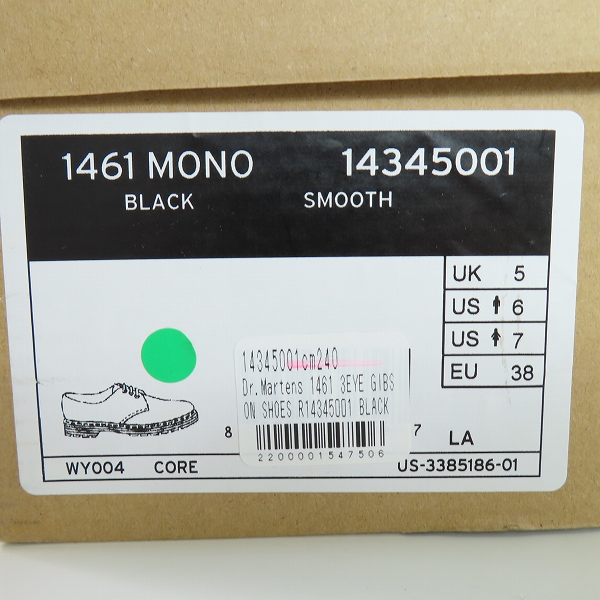 1461 MONO 14345001
BLACK SMOOTH
UK 5
US 6
US 7
EU 38
14345001cm240
Dr.Martens 1461 3EYE GIBS
ON SHOES R14345001 BLACK
2200001547506
8
7
LA
WY004 CORE US-3385186-01